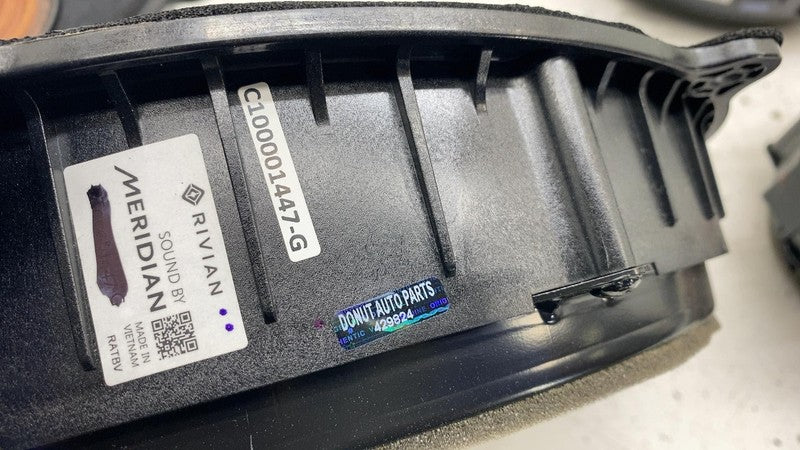 RIVIAN
SOUND BY
MERIDIAN
MADE IN
VIETNAM
RATBV
C100001447-G
DONUT AUTO PARTS
429824